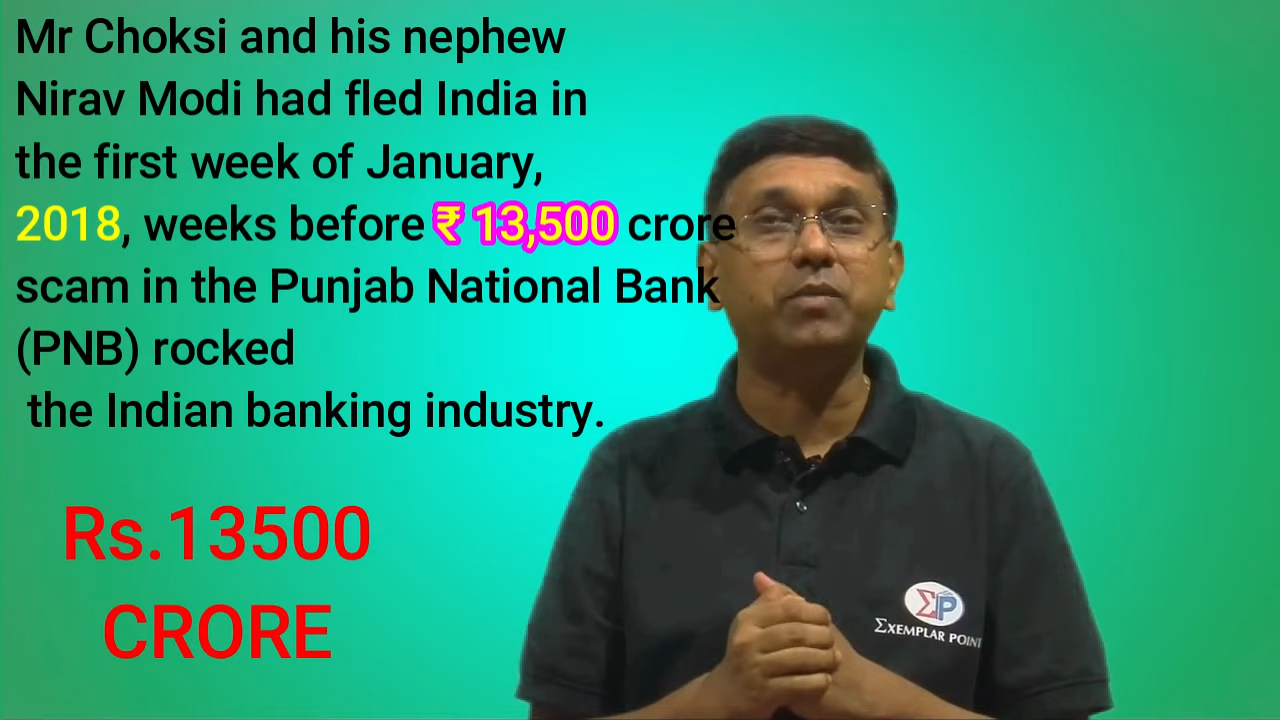 Mr Choksi and his nephew
Nirav Modi had fled India in
the first week of January,
2018, weeks before ₹ 13,500 crore
scam in the Punjab National Bank
(PNB) rocked
the Indian banking industry.
Rs.13500
CRORE
ΣP
ΣXEMPLAR POINT